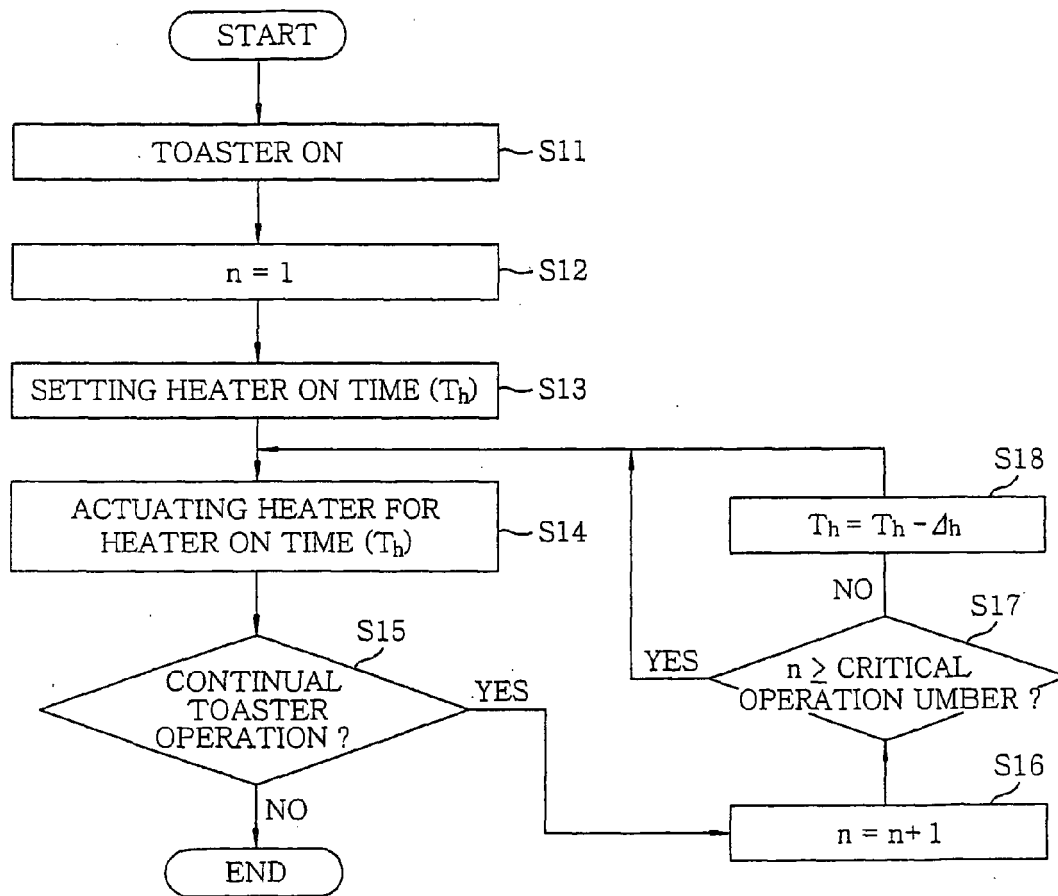 START
TOASTER ON
S11
n = 1
S12
SETTING HEATER ON TIME (Th)
S13
ACTUATING HEATER FOR
HEATER ON TIME (Th)
S14
S15
CONTINUAL
TOASTER
OPERATION ?
YES
NO
END
S18
Th = Th - Δh
NO
S17
YES
n ≥ CRITICAL
OPERATION UMBER ?
S16
n = n+ 1